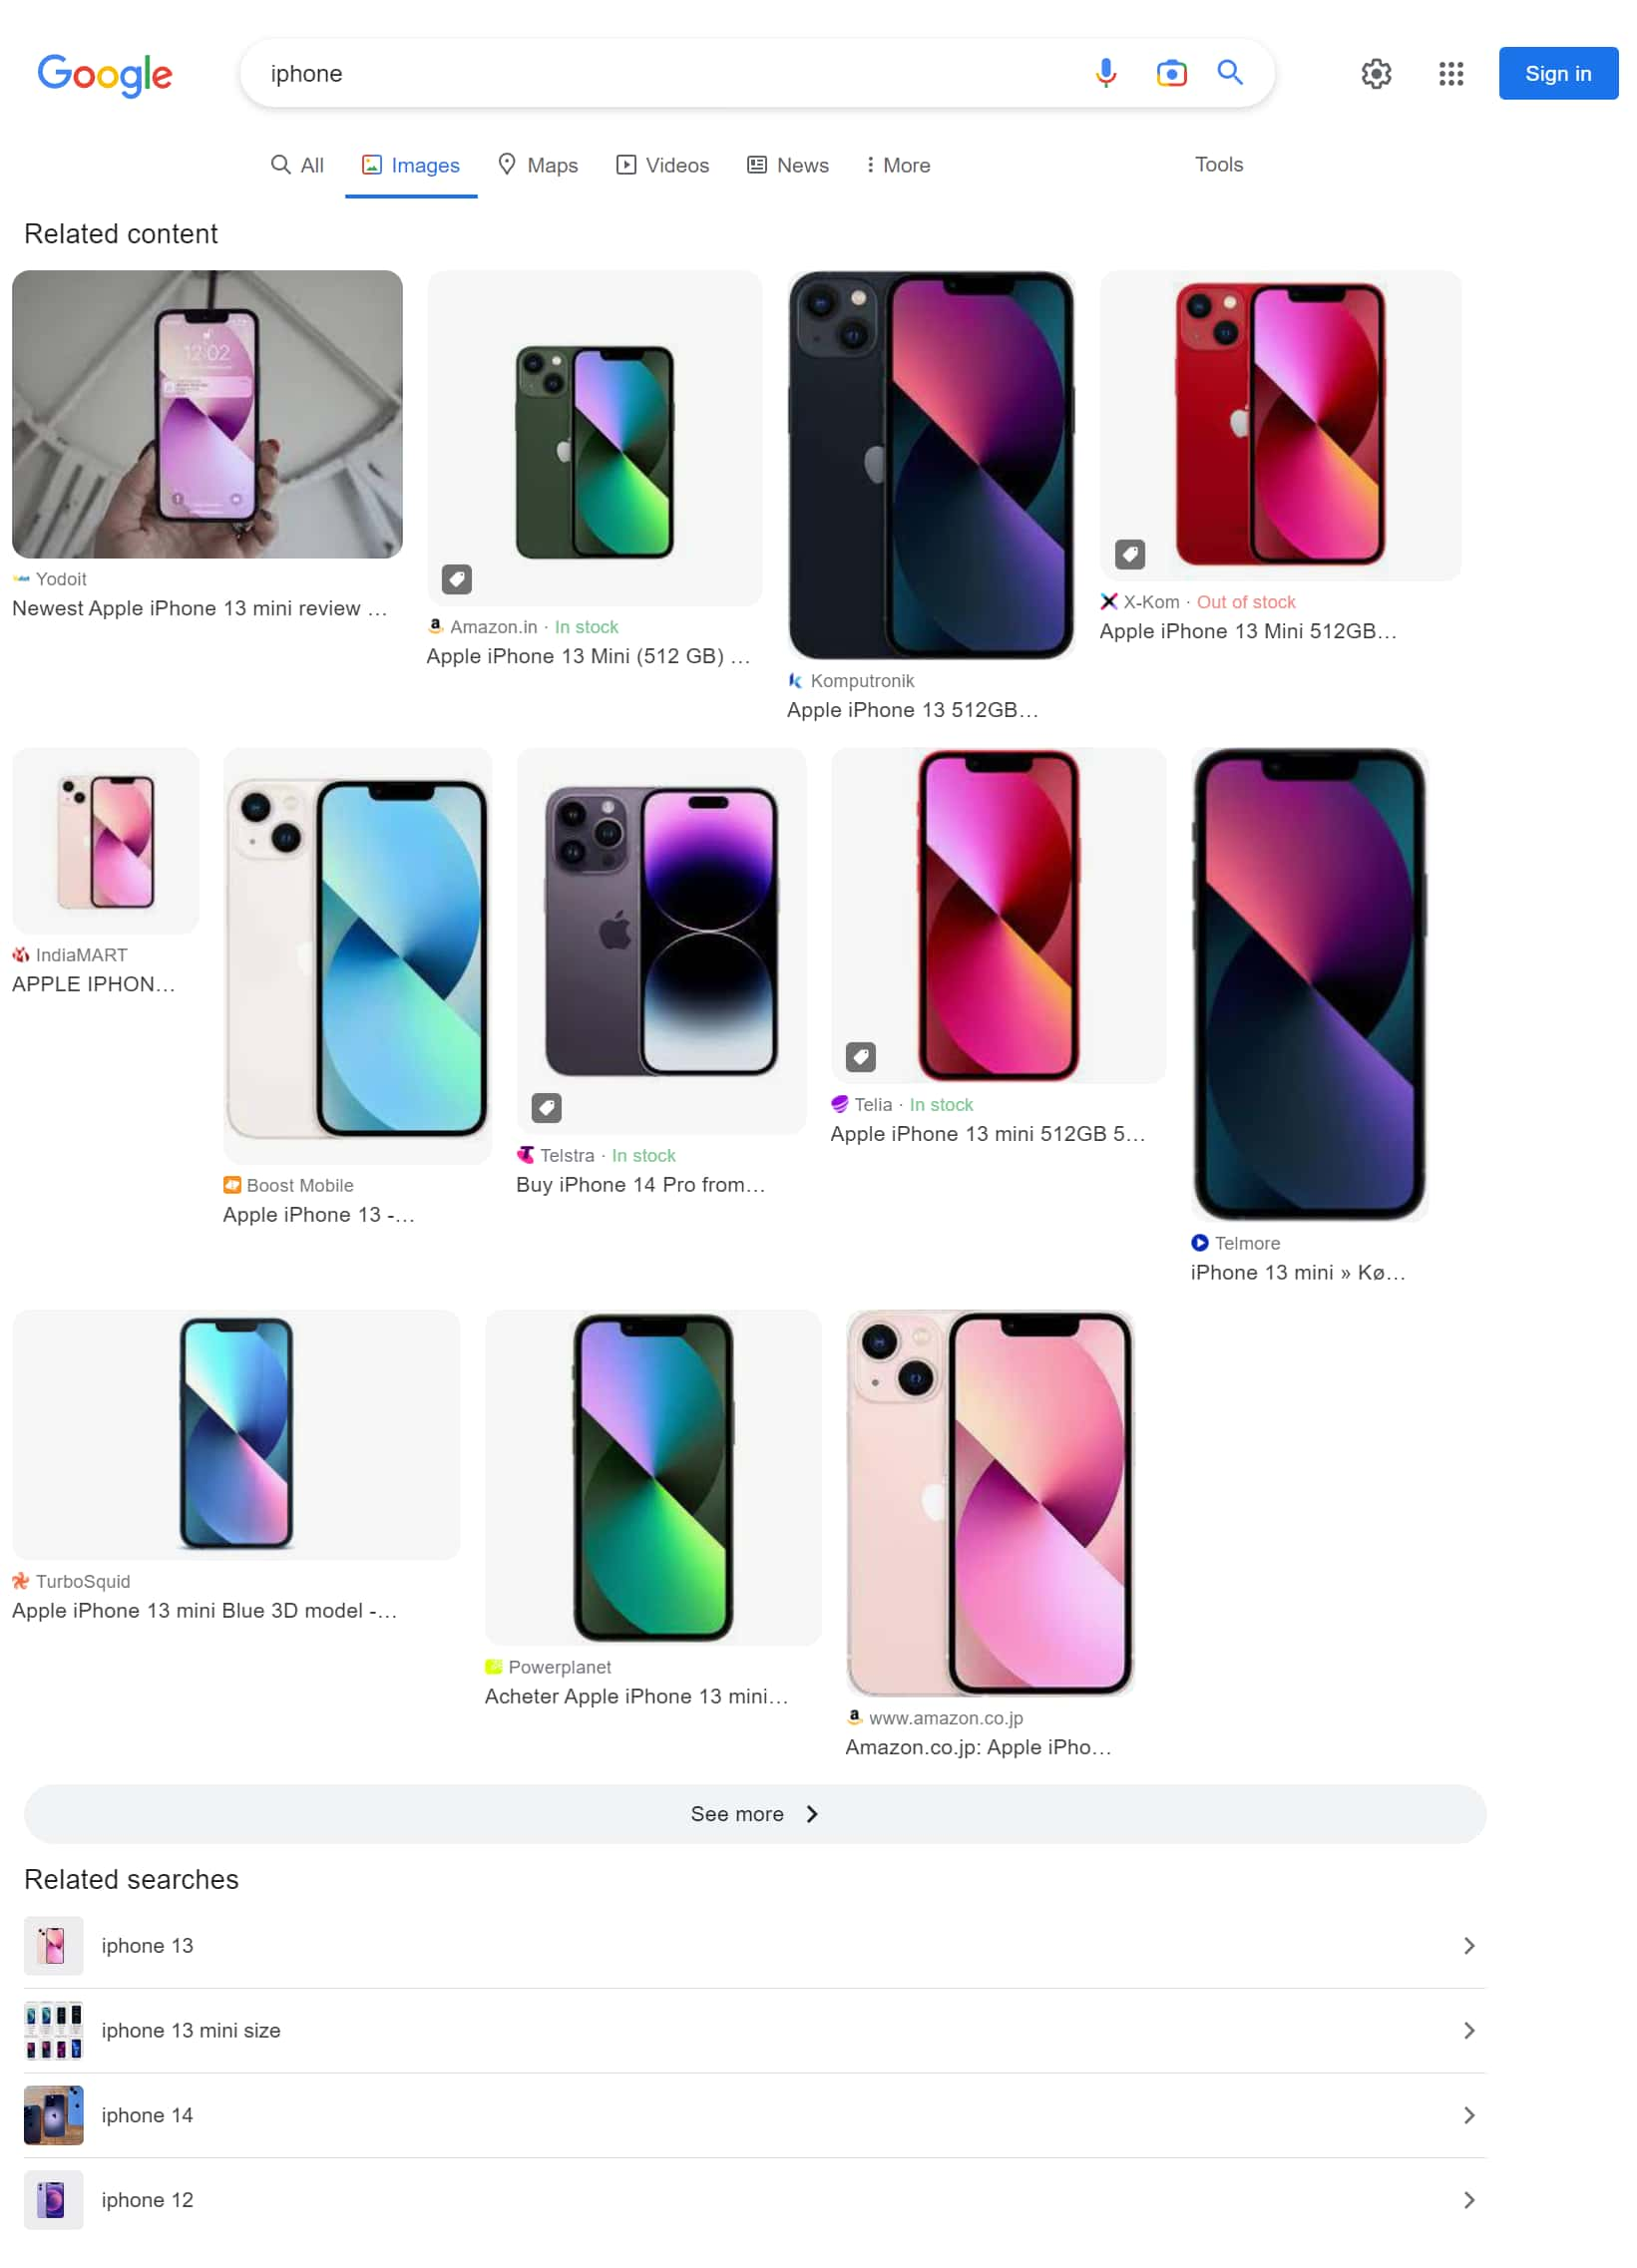 Google
iphone
Sign in
All
Images
Maps
Videos
News
More
Tools
Related content
12:02
Yodoit
Newest Apple iPhone 13 mini review ...
Amazon.in · In stock
Apple iPhone 13 Mini (512 GB) ...
Komputronik
Apple iPhone 13 512GB...
X-Kom · Out of stock
Apple iPhone 13 Mini 512GB...
IndiaMART
APPLE IPHON...
Boost Mobile
Apple iPhone 13 -...
Telstra · In stock
Buy iPhone 14 Pro from...
Telia · In stock
Apple iPhone 13 mini 512GB 5...
Telmore
iPhone 13 mini » Kø...
TurboSquid
Apple iPhone 13 mini Blue 3D model -...
Powerplanet
Acheter Apple iPhone 13 mini...
www.amazon.co.jp
Amazon.co.jp: Apple iPho...
See more
Related searches
iphone 13
iphone 13 mini size
iphone 14
iphone 12